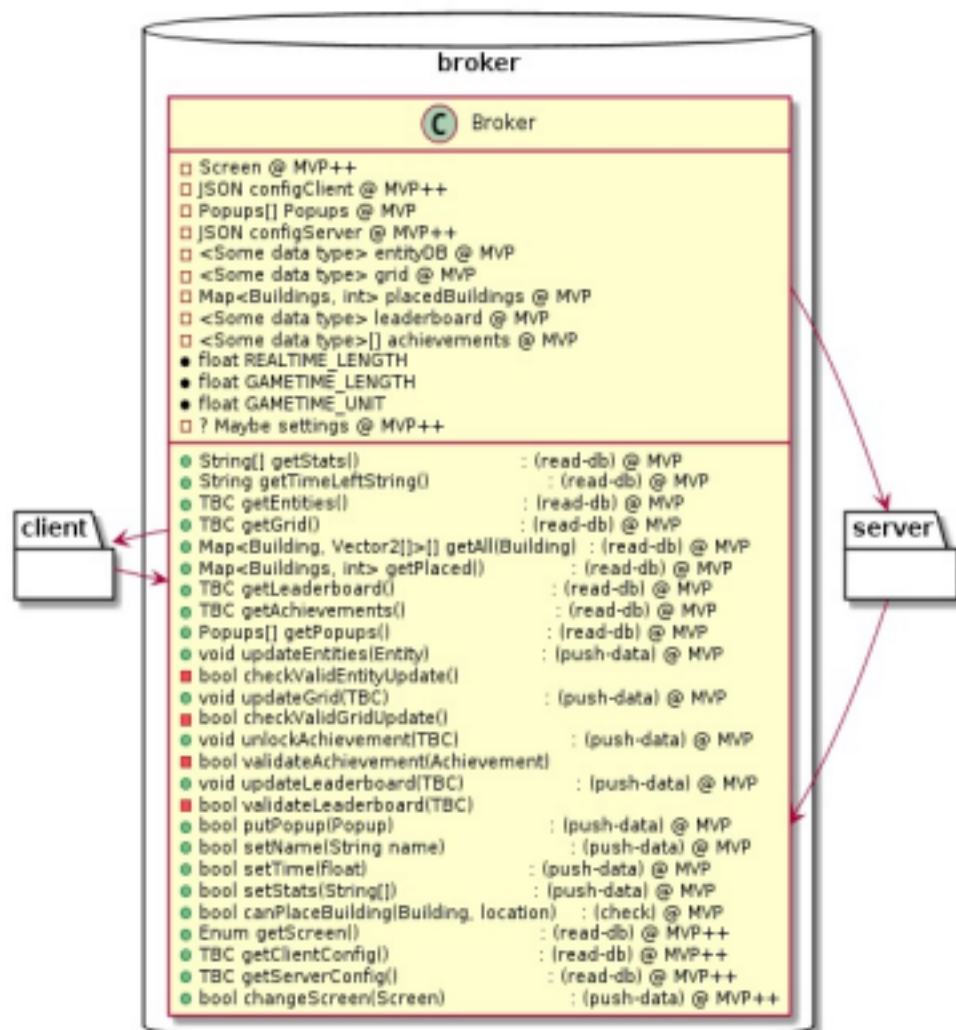 broker
C Broker
Screen @ MVP++
JSON configClient @ MVP++
Popups[] Popups @ MVP
JSON configServer @ MVP++
<Some data type> entityDB @ MVP
<Some data type> grid @ MVP
Map<Buildings, int> placedBuildings @ MVP
<Some data type> leaderboard @ MVP
<Some data type>[] achievements @ MVP
float REALTIME_LENGTH
float GAMETIME_LENGTH
float GAMETIME_UNIT
? Maybe settings @ MVP++
String[] getStats() : (read-db) @ MVP
String getTimeLeftString() : (read-db) @ MVP
TBC getEntities() : (read-db) @ MVP
TBC getGrid() : (read-db) @ MVP
Map<Building, Vector2[]>[] getAll(Building) : (read-db) @ MVP
Map<Buildings, int> getPlaced() : (read-db) @ MVP
TBC getLeaderboard() : (read-db) @ MVP
TBC getAchievements() : (read-db) @ MVP
Popups[] getPopups() : (read-db) @ MVP
void updateEntities(Entity) : (push-data) @ MVP
bool checkValidEntityUpdate()
void updateGrid(TBC) : (push-data) @ MVP
bool checkValidGridUpdate()
void unlockAchievement(TBC) : (push-data) @ MVP
bool validateAchievement(Achievement)
void updateLeaderboard(TBC) : (push-data) @ MVP
bool validateLeaderboard(TBC)
bool putPopup(Popup) : (push-data) @ MVP
bool setName(String name) : (push-data) @ MVP
bool setTime(float) : (push-data) @ MVP
bool setStats(String[]) : (push-data) @ MVP
bool canPlaceBuilding(Building, location) : (check) @ MVP
Enum getScreen() : (read-db) @ MVP++
TBC getClientConfig() : (read-db) @ MVP++
TBC getServerConfig() : (read-db) @ MVP++
bool changeScreen(Screen) : (push-data) @ MVP++
client
server